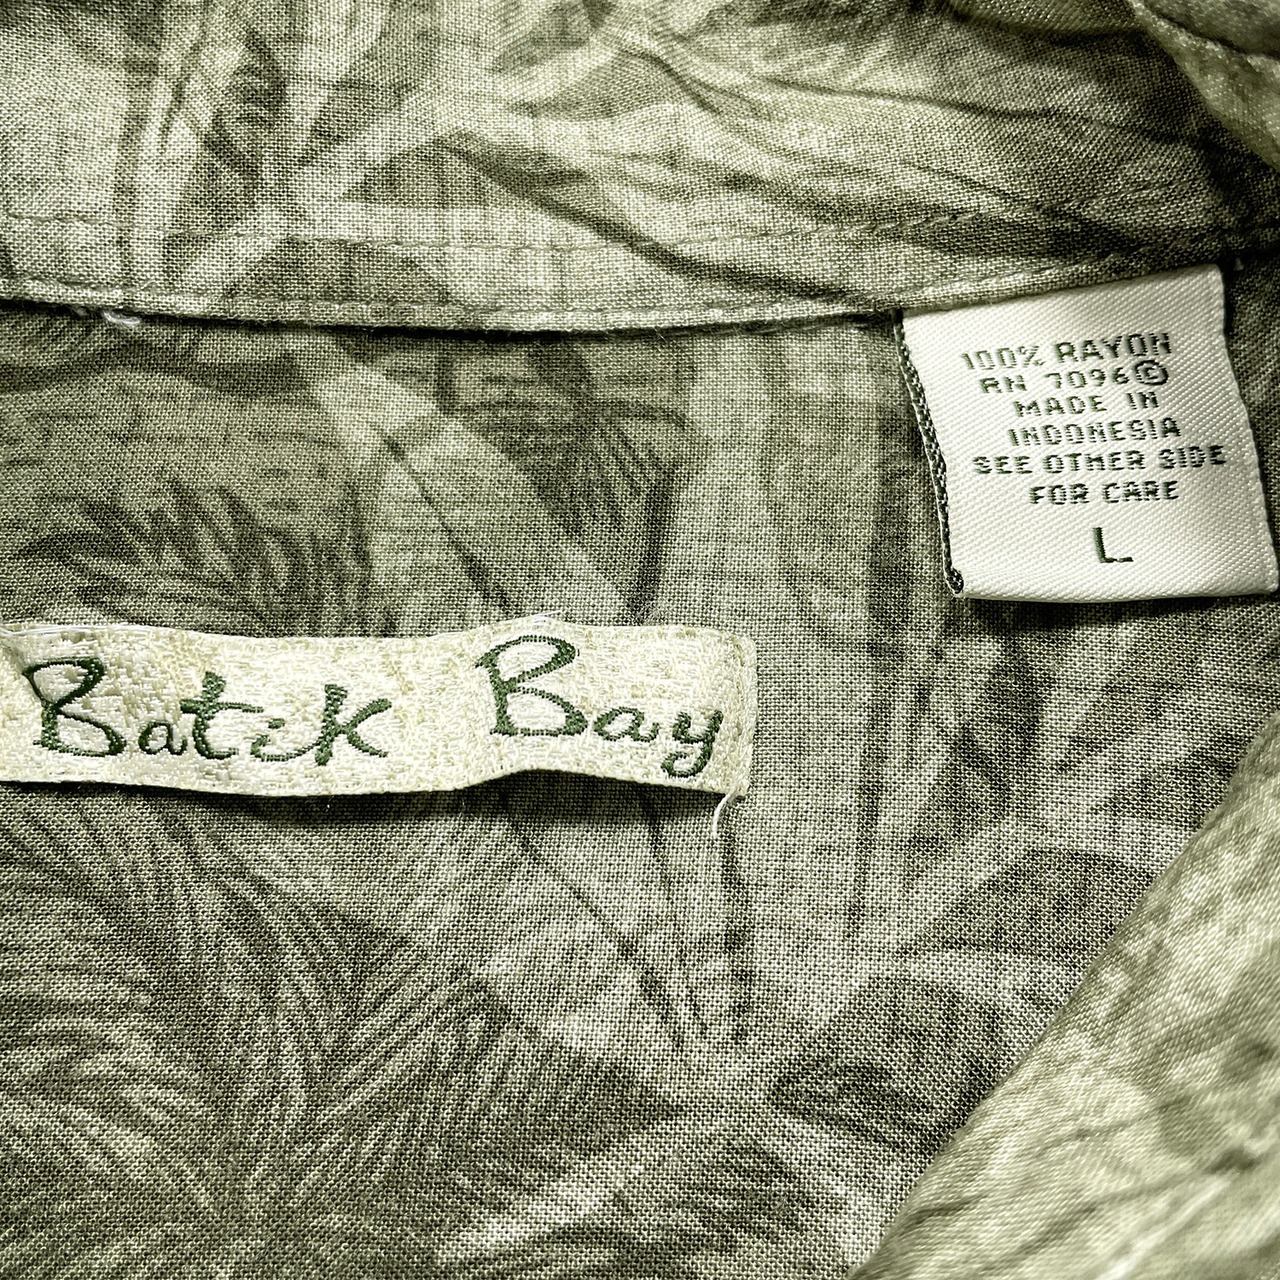 100% RAYON
RN 7096©
MADE IN
INDONESIA
SEE OTHER SIDE
FOR CARE
L
Batik Bay